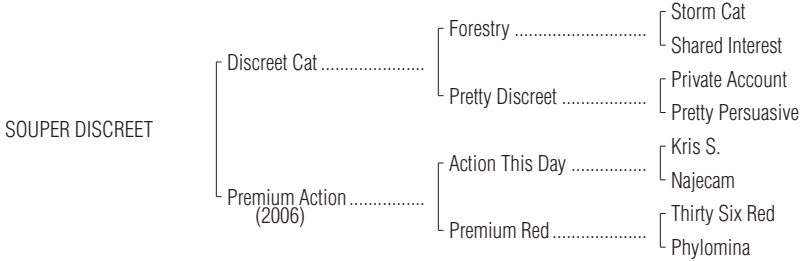 Storm Cat
Forestry ............................
Shared Interest
Discreet Cat ......................
Private Account
Pretty Discreet ..................
Pretty Persuasive
SOUPER DISCREET
Kris S.
Action This Day ................
Najecam
Premium Action ................
(2006)
Thirty Six Red
Premium Red ....................
Phylomina